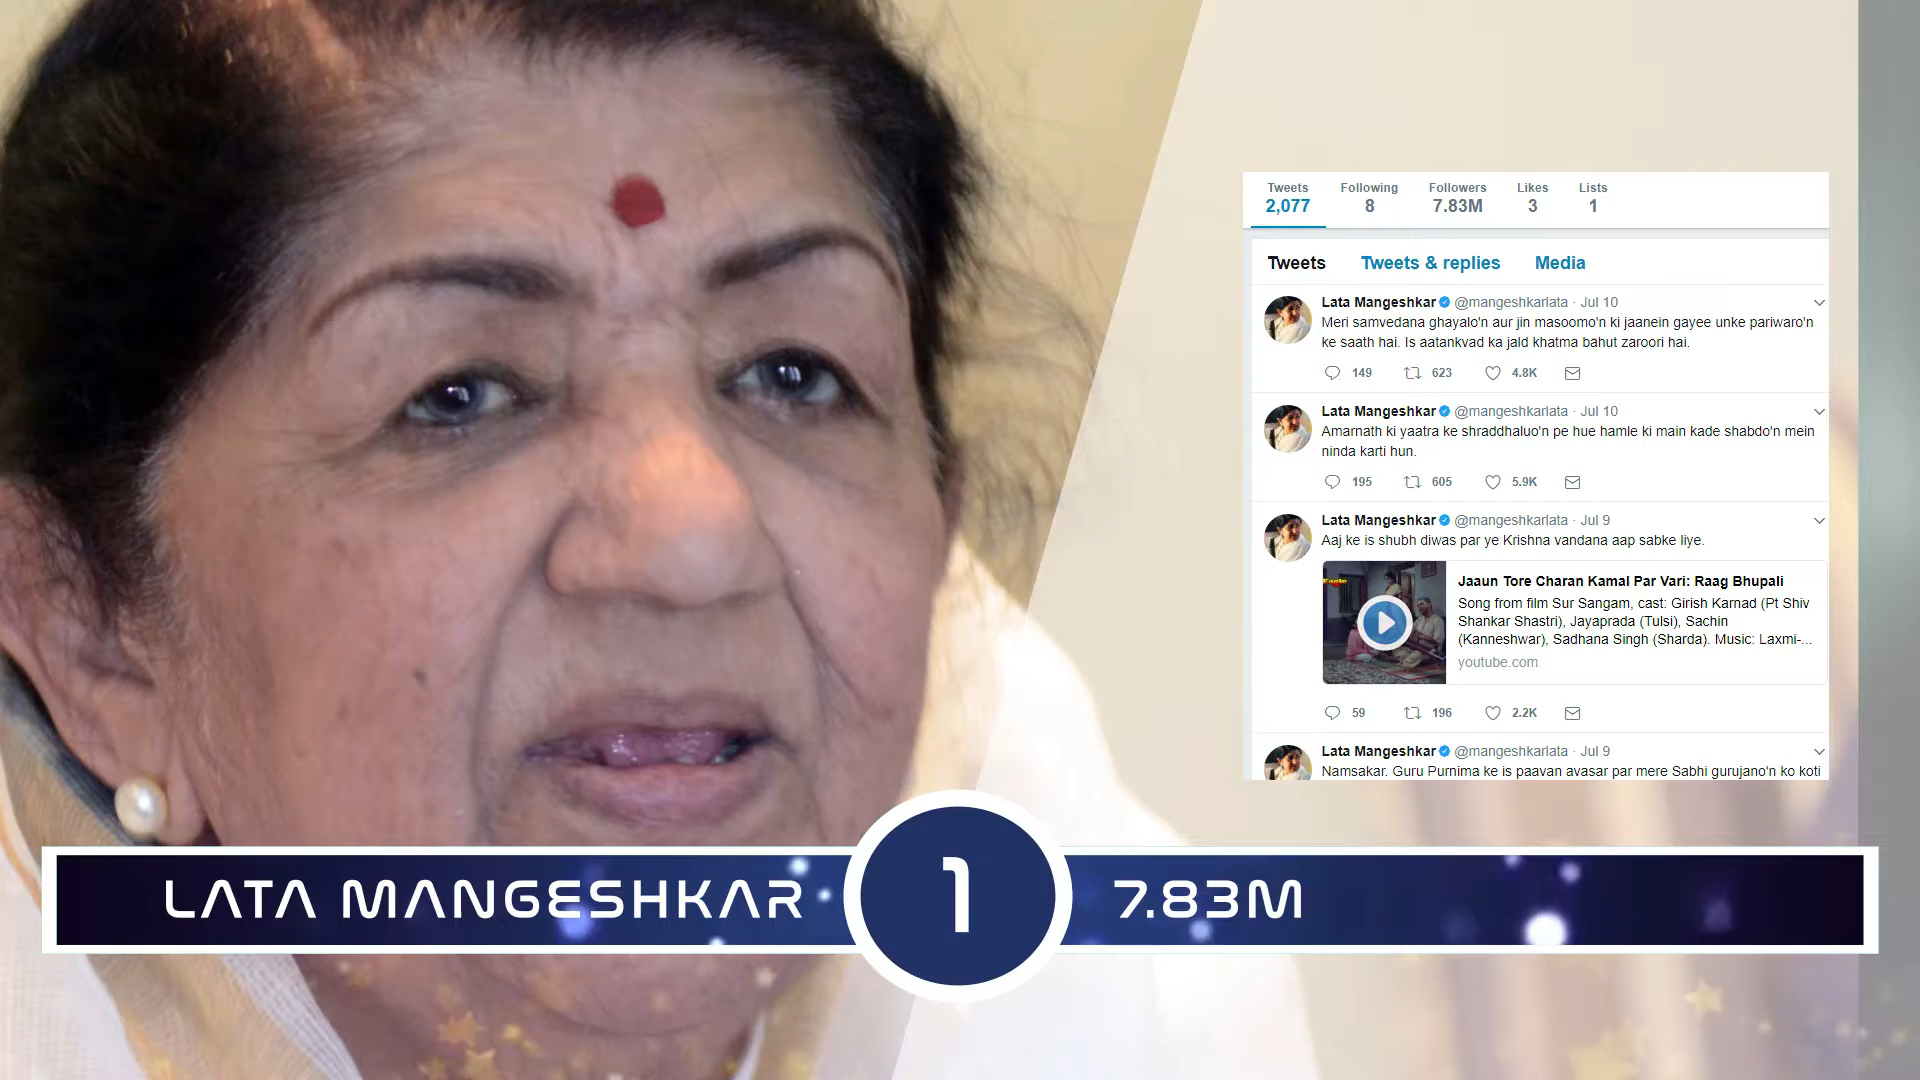 Tweets Following Followers Likes Lists
2,077 8 7.83M 3 1
Tweets Tweets & replies Media
Lata Mangeshkar @mangeshkarlata · Jul 10
Meri samvedana ghayalo'n aur jin masoomo'n ki jaanein gayee unke pariwaro'n
ke saath hai. Is aatankvad ka jald khatma bahut zaroori hai.
149 623 4.8K
Lata Mangeshkar @mangeshkarlata · Jul 10
Amarnath ki yaatra ke shraddhaluo'n pe hue hamle ki main kade shabdo'n mein
ninda karti hun.
195 605 5.9K
Lata Mangeshkar @mangeshkarlata · Jul 9
Aaj ke is shubh diwas par ye Krishna vandana aap sabke liye.
Eagle
Jaaun Tore Charan Kamal Par Vari: Raag Bhupali
Song from film Sur Sangam, cast: Girish Karnad (Pt Shiv
Shankar Shastri), Jayaprada (Tulsi), Sachin
(Kanneshwar), Sadhana Singh (Sharda). Music: Laxmi-...
youtube.com
59 196 2.2K
Lata Mangeshkar @mangeshkarlata · Jul 9
Namsakar. Guru Purnima ke is paavan avasar par mere Sabhi gurujano'n ko koti
LATA MANGESHKAR 1 7.83M